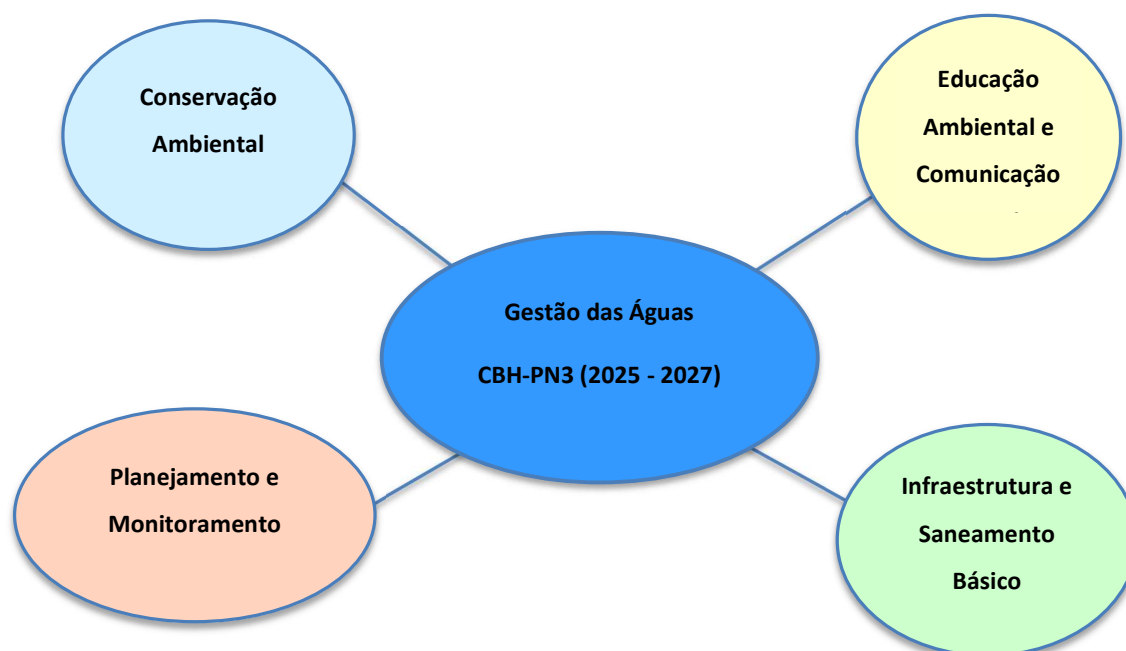 Conservação
Ambiental
Educação
Ambiental e
Comunicação
Gestão das Águas
CBH-PN3 (2025 - 2027)
Planejamento e
Monitoramento
Infraestrutura e
Saneamento
Básico